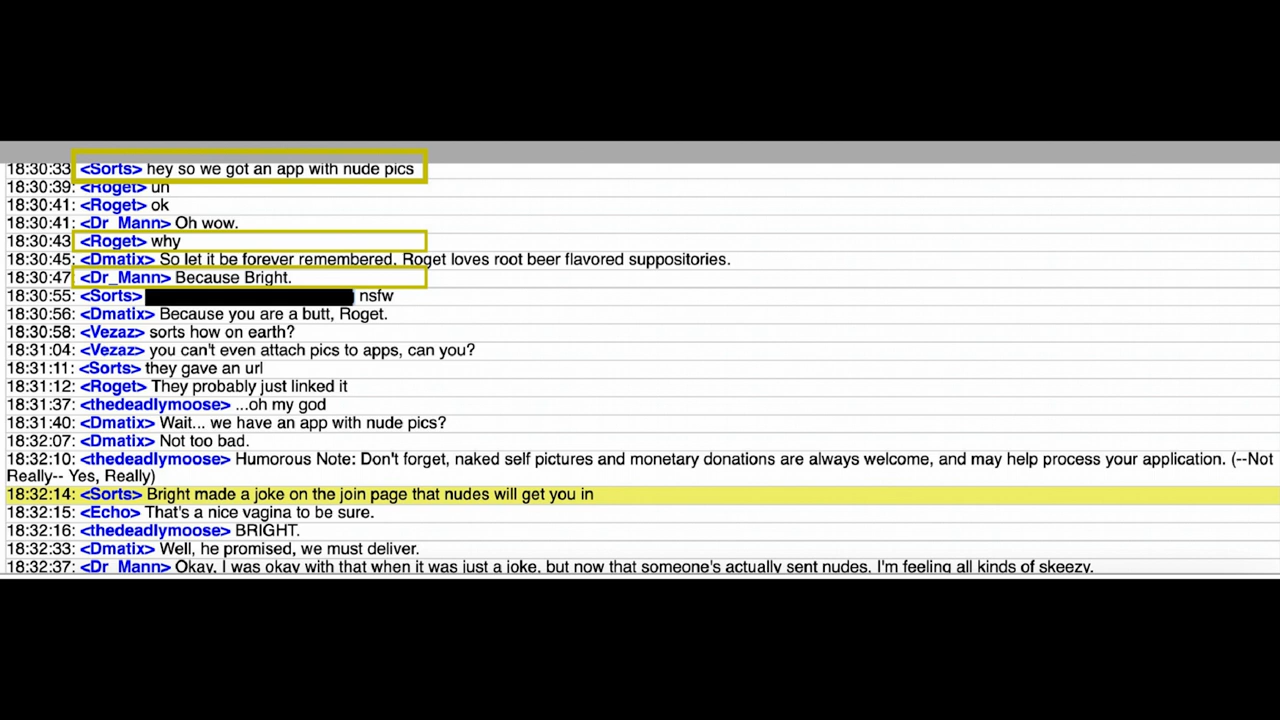 18:30:33: <Sorts> hey so we got an app with nude pics
18:30:39: <Roget> uh
18:30:41: <Roget> ok
18:30:41: <Dr_Mann> Oh wow.
18:30:43: <Roget> why
18:30:45: <Dmatix> So let it be forever remembered, Roget loves root beer flavored suppositories.
18:30:47: <Dr_Mann> Because Bright.
18:30:55: <Sorts> nsfw
18:30:56: <Dmatix> Because you are a butt, Roget.
18:30:58: <Vezaz> sorts how on earth?
18:31:04: <Vezaz> you can't even attach pics to apps, can you?
18:31:11: <Sorts> they gave an url
18:31:12: <Roget> They probably just linked it
18:31:37: <thedeadlymoose> ...oh my god
18:31:40: <Dmatix> Wait... we have an app with nude pics?
18:32:07: <Dmatix> Not too bad.
18:32:10: <thedeadlymoose> Humorous Note: Don't forget, naked self pictures and monetary donations are always welcome, and may help process your application. (--Not
Really-- Yes, Really)
18:32:14: <Sorts> Bright made a joke on the join page that nudes will get you in
18:32:15: <Echo> That's a nice vagina to be sure.
18:32:16: <thedeadlymoose> BRIGHT.
18:32:33: <Dmatix> Well, he promised, we must deliver.
18:32:37: <Dr_Mann> Okay, I was okay with that when it was just a joke, but now that someone's actually sent nudes, I'm feeling all kinds of skeezy.